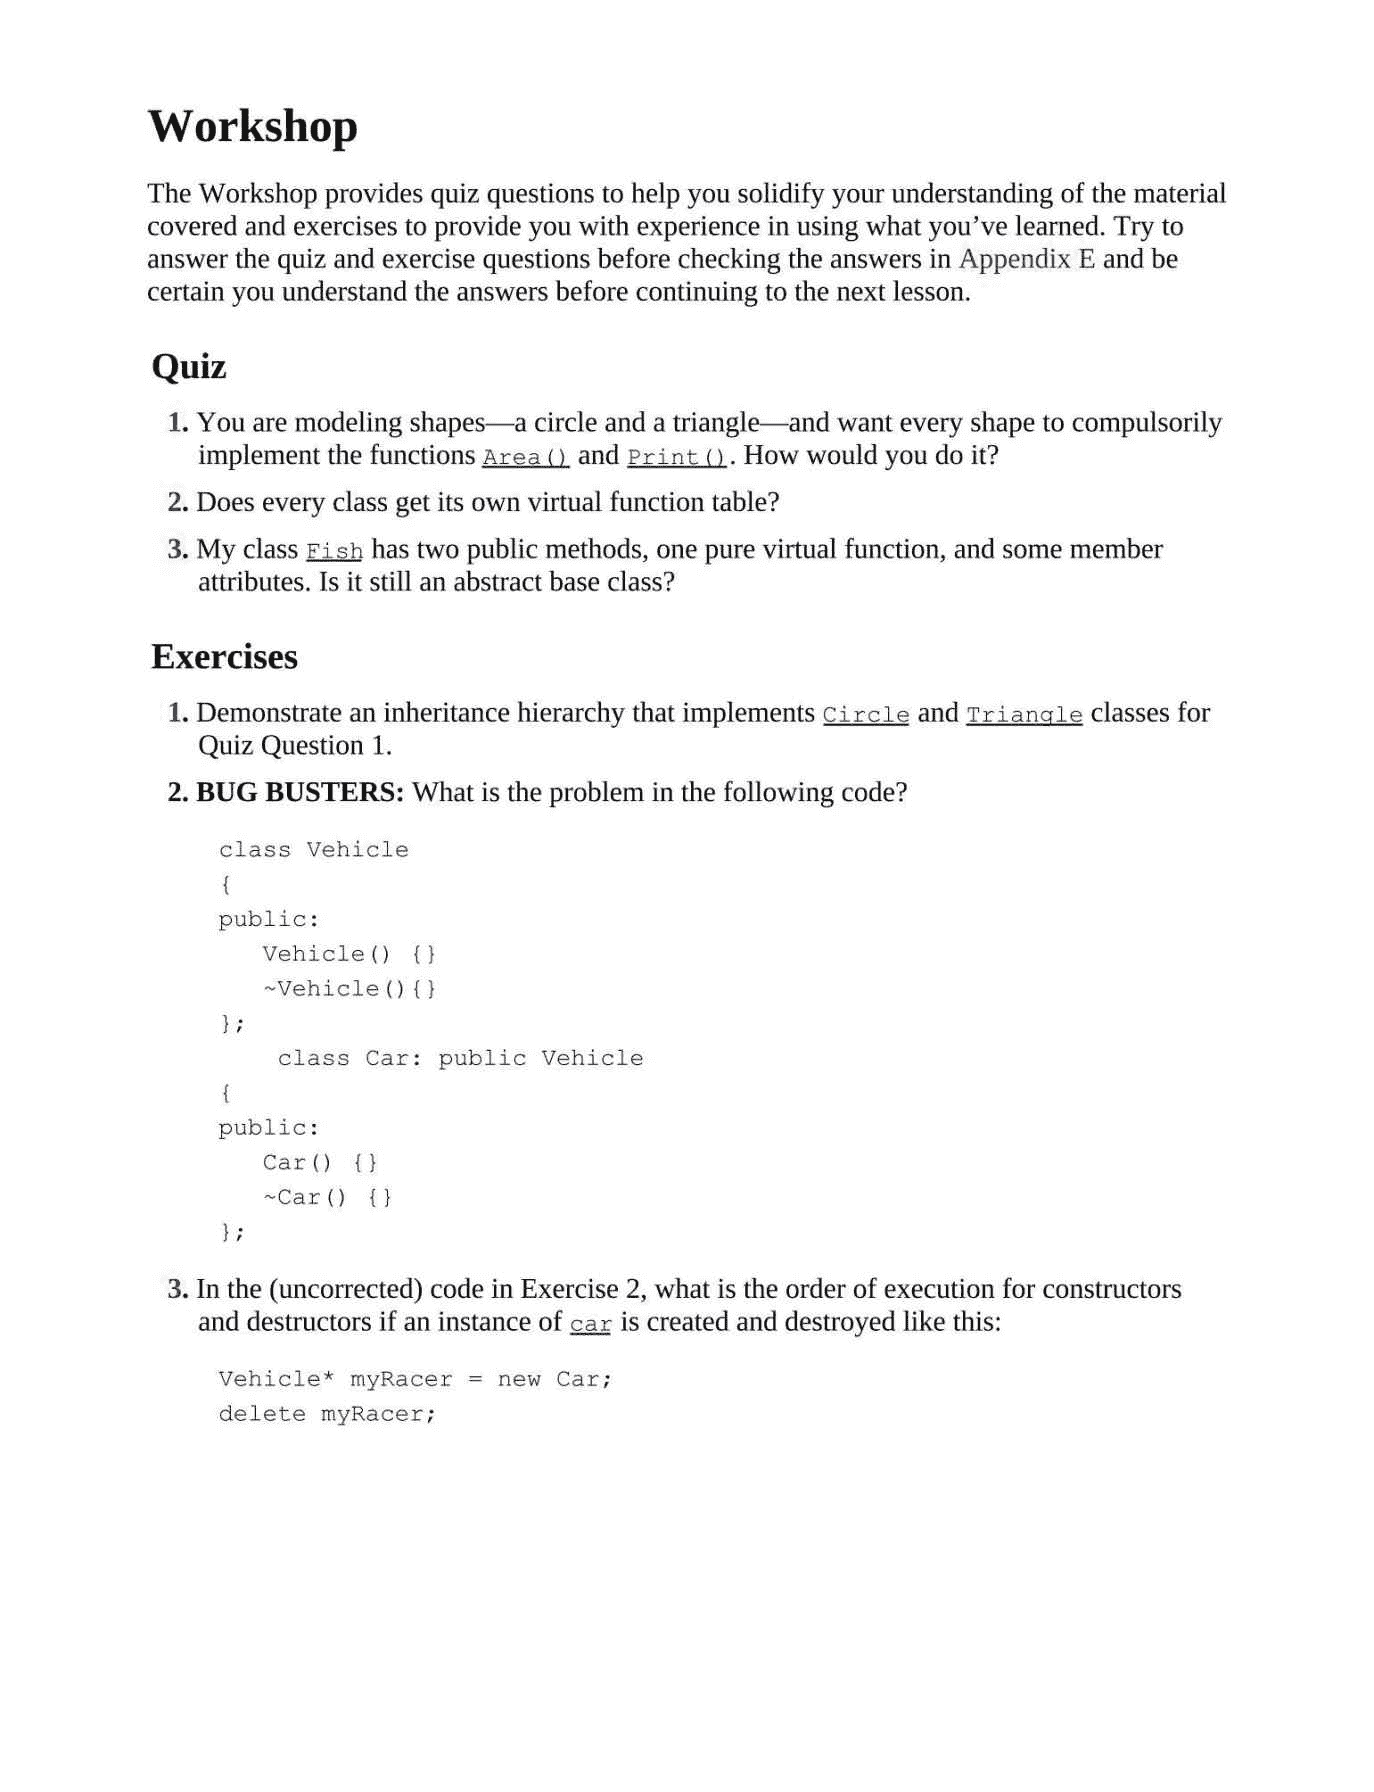 Workshop
The Workshop provides quiz questions to help you solidify your understanding of the material
covered and exercises to provide you with experience in using what you’ve learned. Try to
answer the quiz and exercise questions before checking the answers in Appendix E and be
certain you understand the answers before continuing to the next lesson.
Quiz
1. You are modeling shapes—a circle and a triangle—and want every shape to compulsorily
implement the functions Area() and Print(). How would you do it?
2. Does every class get its own virtual function table?
3. My class Fish has two public methods, one pure virtual function, and some member
attributes. Is it still an abstract base class?
Exercises
1. Demonstrate an inheritance hierarchy that implements Circle and Triangle classes for
Quiz Question 1.
2. BUG BUSTERS: What is the problem in the following code?
class Vehicle
{
public:
Vehicle() {}
~Vehicle(){}
};
class Car: public Vehicle
{
public:
Car() {}
~Car() {}
};
3. In the (uncorrected) code in Exercise 2, what is the order of execution for constructors
and destructors if an instance of car is created and destroyed like this:
Vehicle* myRacer = new Car;
delete myRacer;